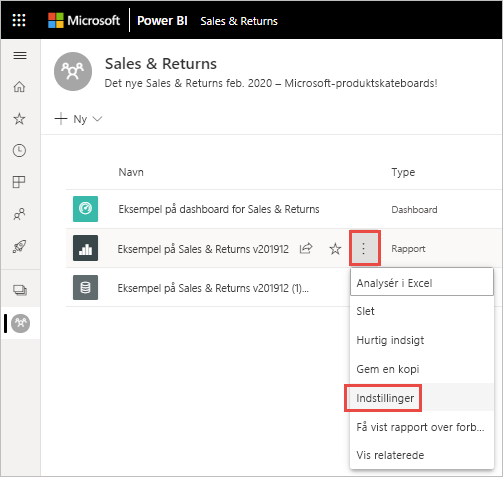 Microsoft Power BI Sales & Returns
Sales & Returns
Det nye Sales & Returns feb. 2020 – Microsoft-produktskateboards!
Ny
Navn Type
Eksempel på dashboard for Sales & Returns Dashboard
Eksempel på Sales & Returns v201912 Rapport
Eksempel på Sales & Returns v201912 (1)...
Analysér i Excel
Slet
Hurtig indsigt
Gem en kopi
Indstillinger
Få vist rapport over forb...
Vis relaterede